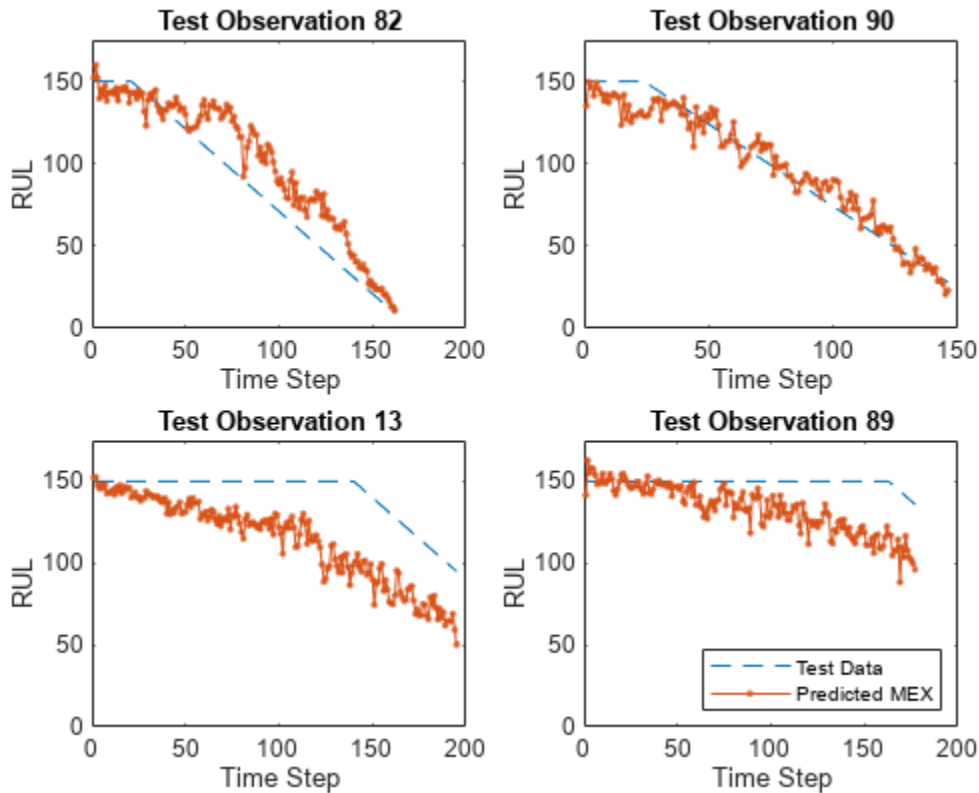 Test Observation 82
RUL
150
100
50
0
0 50 100 150 200
Time Step
Test Observation 90
RUL
150
100
50
0
0 50 100 150
Time Step
Test Observation 13
RUL
150
100
50
0
0 50 100 150 200
Time Step
Test Observation 89
RUL
150
100
50
0
0 50 100 150 200
Time Step
Test Data
Predicted MEX